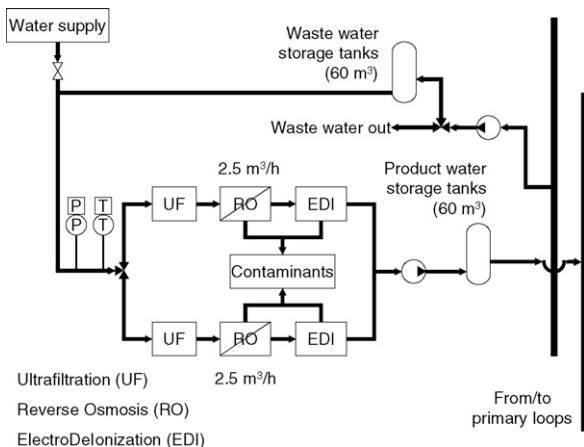 Water supply
Waste water
storage tanks
(60 m³)
Waste water out
2.5 m³/h
Product water
storage tanks
(60 m³)
P
T
P
T
UF
RO
EDI
Contaminants
UF
RO
EDI
2.5 m³/h
Ultrafiltration (UF)
Reverse Osmosis (RO)
ElectroDeIonization (EDI)
From/to
primary loops